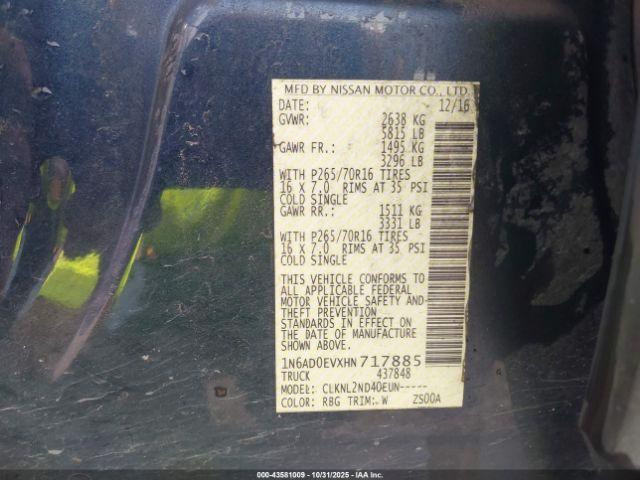 MFD BY NISSAN MOTOR CO., LTD.
DATE: 12/16
GVWR: 2638 KG
5815 LB
GAWR FR.: 1495 KG
3296 LB
WITH P265/70R16 TIRES
16 X 7.0 RIMS AT 35 PSI
COLD SINGLE
GAWR RR.: 1511 KG
3331 LB
WITH P265/70R16 TIRES
16 X 7.0 RIMS AT 35 PSI
COLD SINGLE
THIS VEHICLE CONFORMS TO
ALL APPLICABLE FEDERAL
MOTOR VEHICLE SAFETY AND
THEFT PREVENTION
STANDARDS IN EFFECT ON
THE DATE OF MANUFACTURE
SHOWN ABOVE.
1N6AD0EVXHN717885
TRUCK 437848
MODEL: CLKNL2ND40EUN-----
COLOR: RBG TRIM: W ZS00A
000-43581009 - 10/31/2025 - IAA Inc.